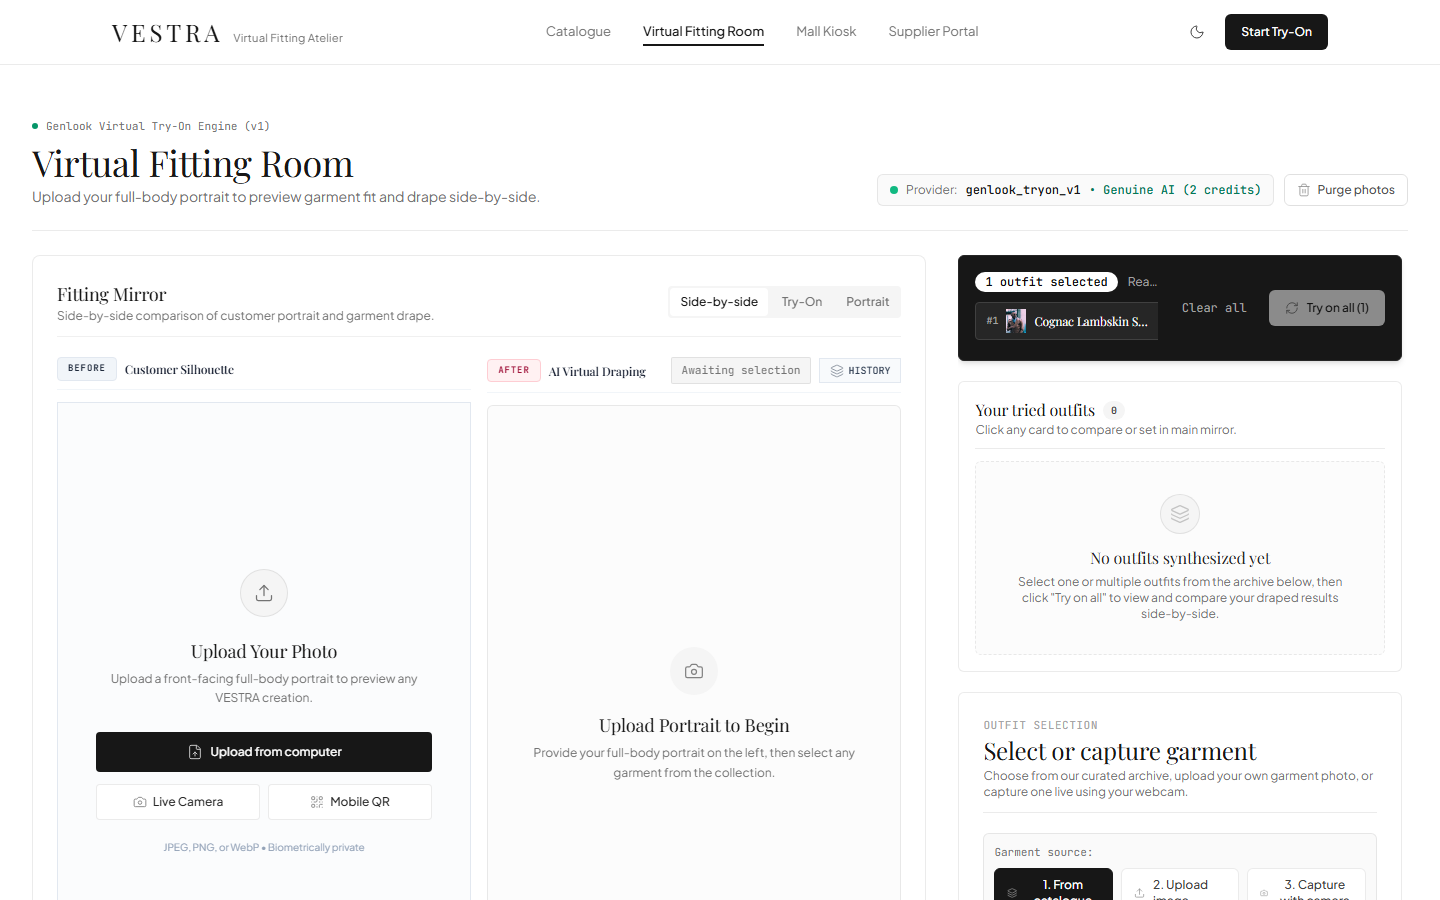 VESTRA Virtual Fitting Atelier
Catalogue
Virtual Fitting Room
Mall Kiosk
Supplier Portal
Start Try-On
Genlook Virtual Try-On Engine (v1)
Virtual Fitting Room
Upload your full-body portrait to preview garment fit and drape side-by-side.
Provider: genlook_tryon_v1 • Genuine AI (2 credits)
Purge photos
Fitting Mirror
Side-by-side comparison of customer portrait and garment drape.
Side-by-side
Try-On
Portrait
BEFORE Customer Silhouette
Upload Your Photo
Upload a front-facing full-body portrait to preview any
VESTRA creation.
Upload from computer
Live Camera
Mobile QR
JPEG, PNG, or WebP • Biometrically private
AFTER AI Virtual Draping
Awaiting selection
HISTORY
Upload Portrait to Begin
Provide your full-body portrait on the left, then select any
garment from the collection.
1 outfit selected Rea...
#1 Cognac Lambskin S...
Clear all
Try on all (1)
Your tried outfits 0
Click any card to compare or set in main mirror.
No outfits synthesized yet
Select one or multiple outfits from the archive below, then
click "Try on all" to view and compare your draped results
side-by-side.
OUTFIT SELECTION
Select or capture garment
Choose from our curated archive, upload your own garment photo, or
capture one live using your webcam.
Garment source:
1. From
catalogue
2. Upload
image
3. Capture
with camera